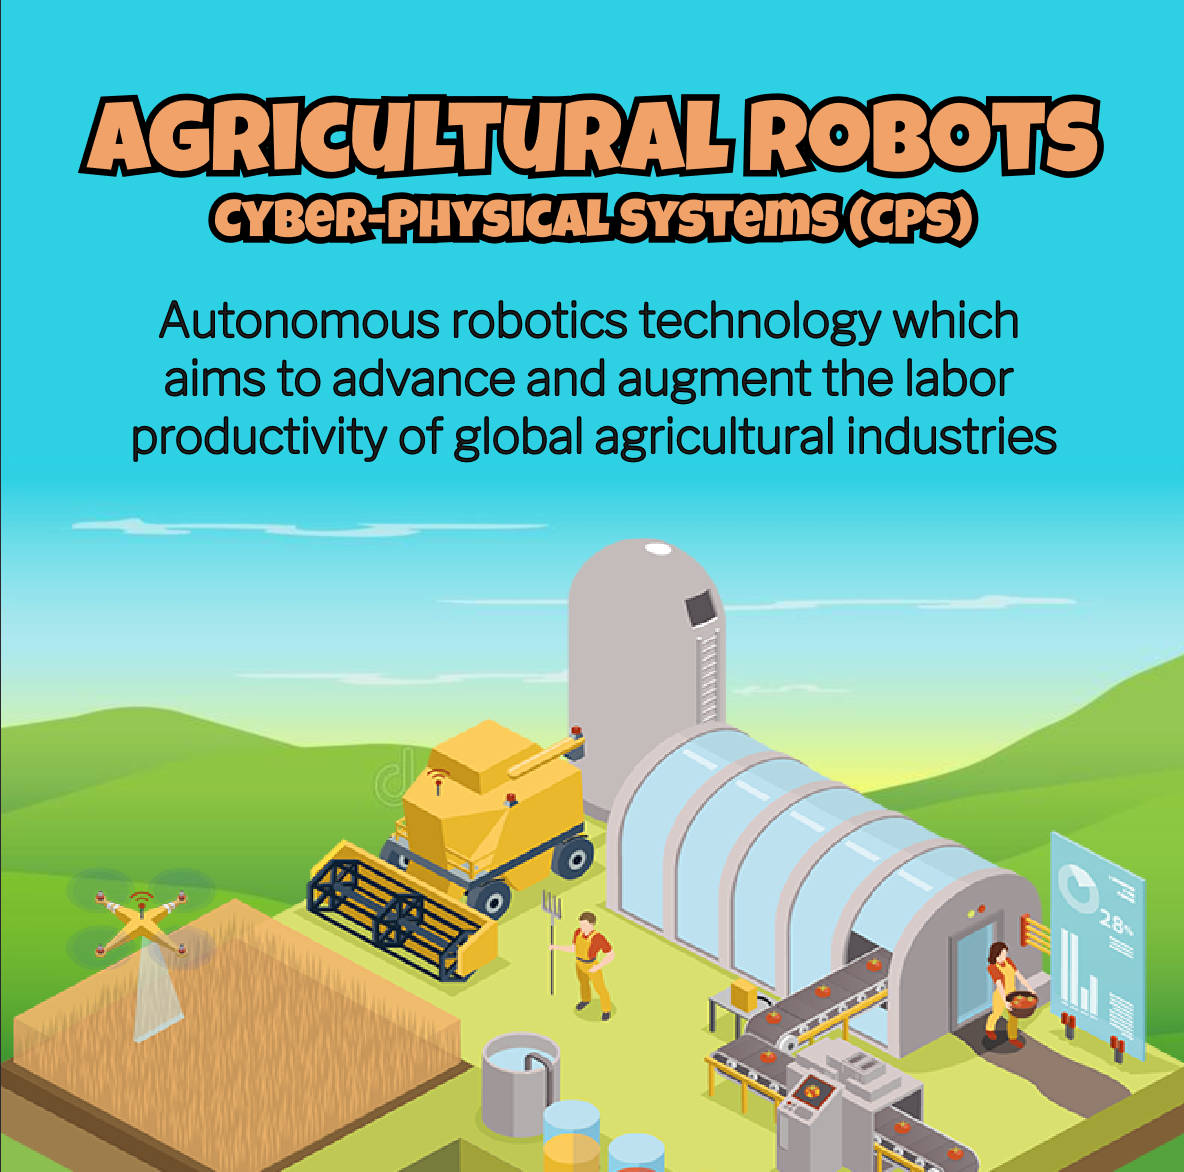 AGRICULTURAL ROBOTS
CYBER-PHYSICAL SYSTEMS (CPS)
Autonomous robotics technology which
aims to advance and augment the labor
productivity of global agricultural industries
28%